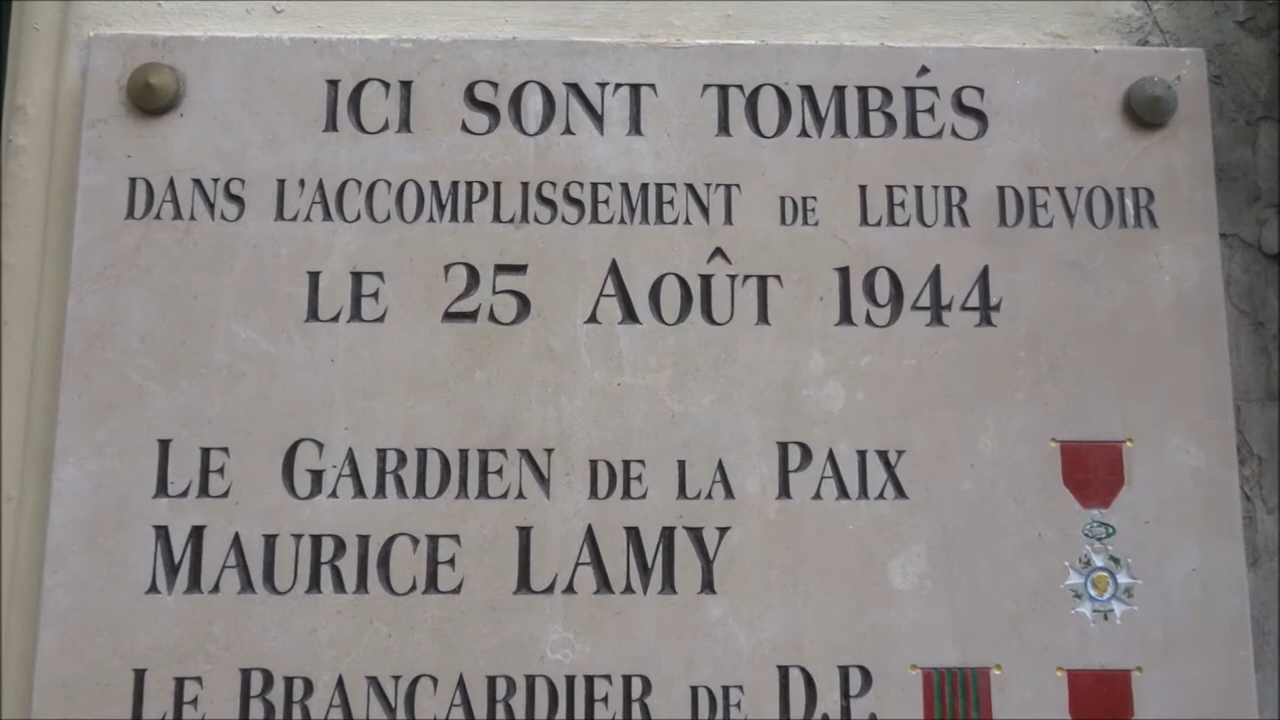 ICI SONT TOMBÉS
DANS L'ACCOMPLISSEMENT DE LEUR DEVOIR
LE 25 AOÛT 1944
LE GARDIEN DE LA PAIX
MAURICE LAMY
LE BRANCARDIER DE D.P.